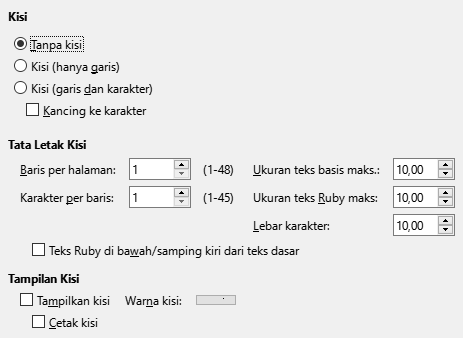 Kisi
Tanpa kisi
Kisi (hanya garis)
Kisi (garis dan karakter)
Kancing ke karakter
Tata Letak Kisi
Baris per halaman: 1 (1-48) Ukuran teks basis maks.: 10,00
Karakter per baris: 1 (1-45) Ukuran teks Ruby maks: 10,00
Lebar karakter: 10,00
Teks Ruby di bawah/samping kiri dari teks dasar
Tampilan Kisi
Tampilkan kisi Warna kisi:
Cetak kisi